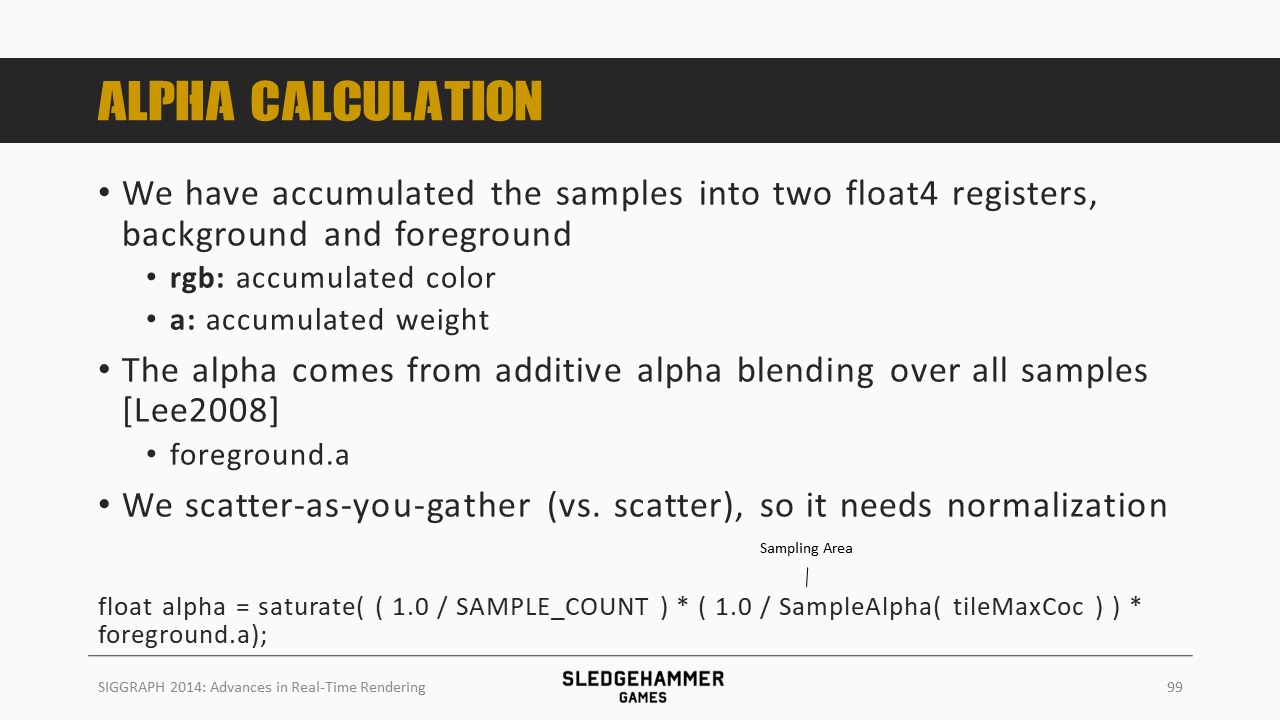 ALPHA CALCULATION
• We have accumulated the samples into two float4 registers,
background and foreground
• rgb: accumulated color
• a: accumulated weight
• The alpha comes from additive alpha blending over all samples
[Lee2008]
• foreground.a
• We scatter-as-you-gather (vs. scatter), so it needs normalization
Sampling Area
float alpha = saturate( ( 1.0 / SAMPLE_COUNT ) * ( 1.0 / SampleAlpha( tileMaxCoc ) ) *
foreground.a);
SIGGRAPH 2014: Advances in Real-Time Rendering
SLEDGEHAMMER
GAMES
99